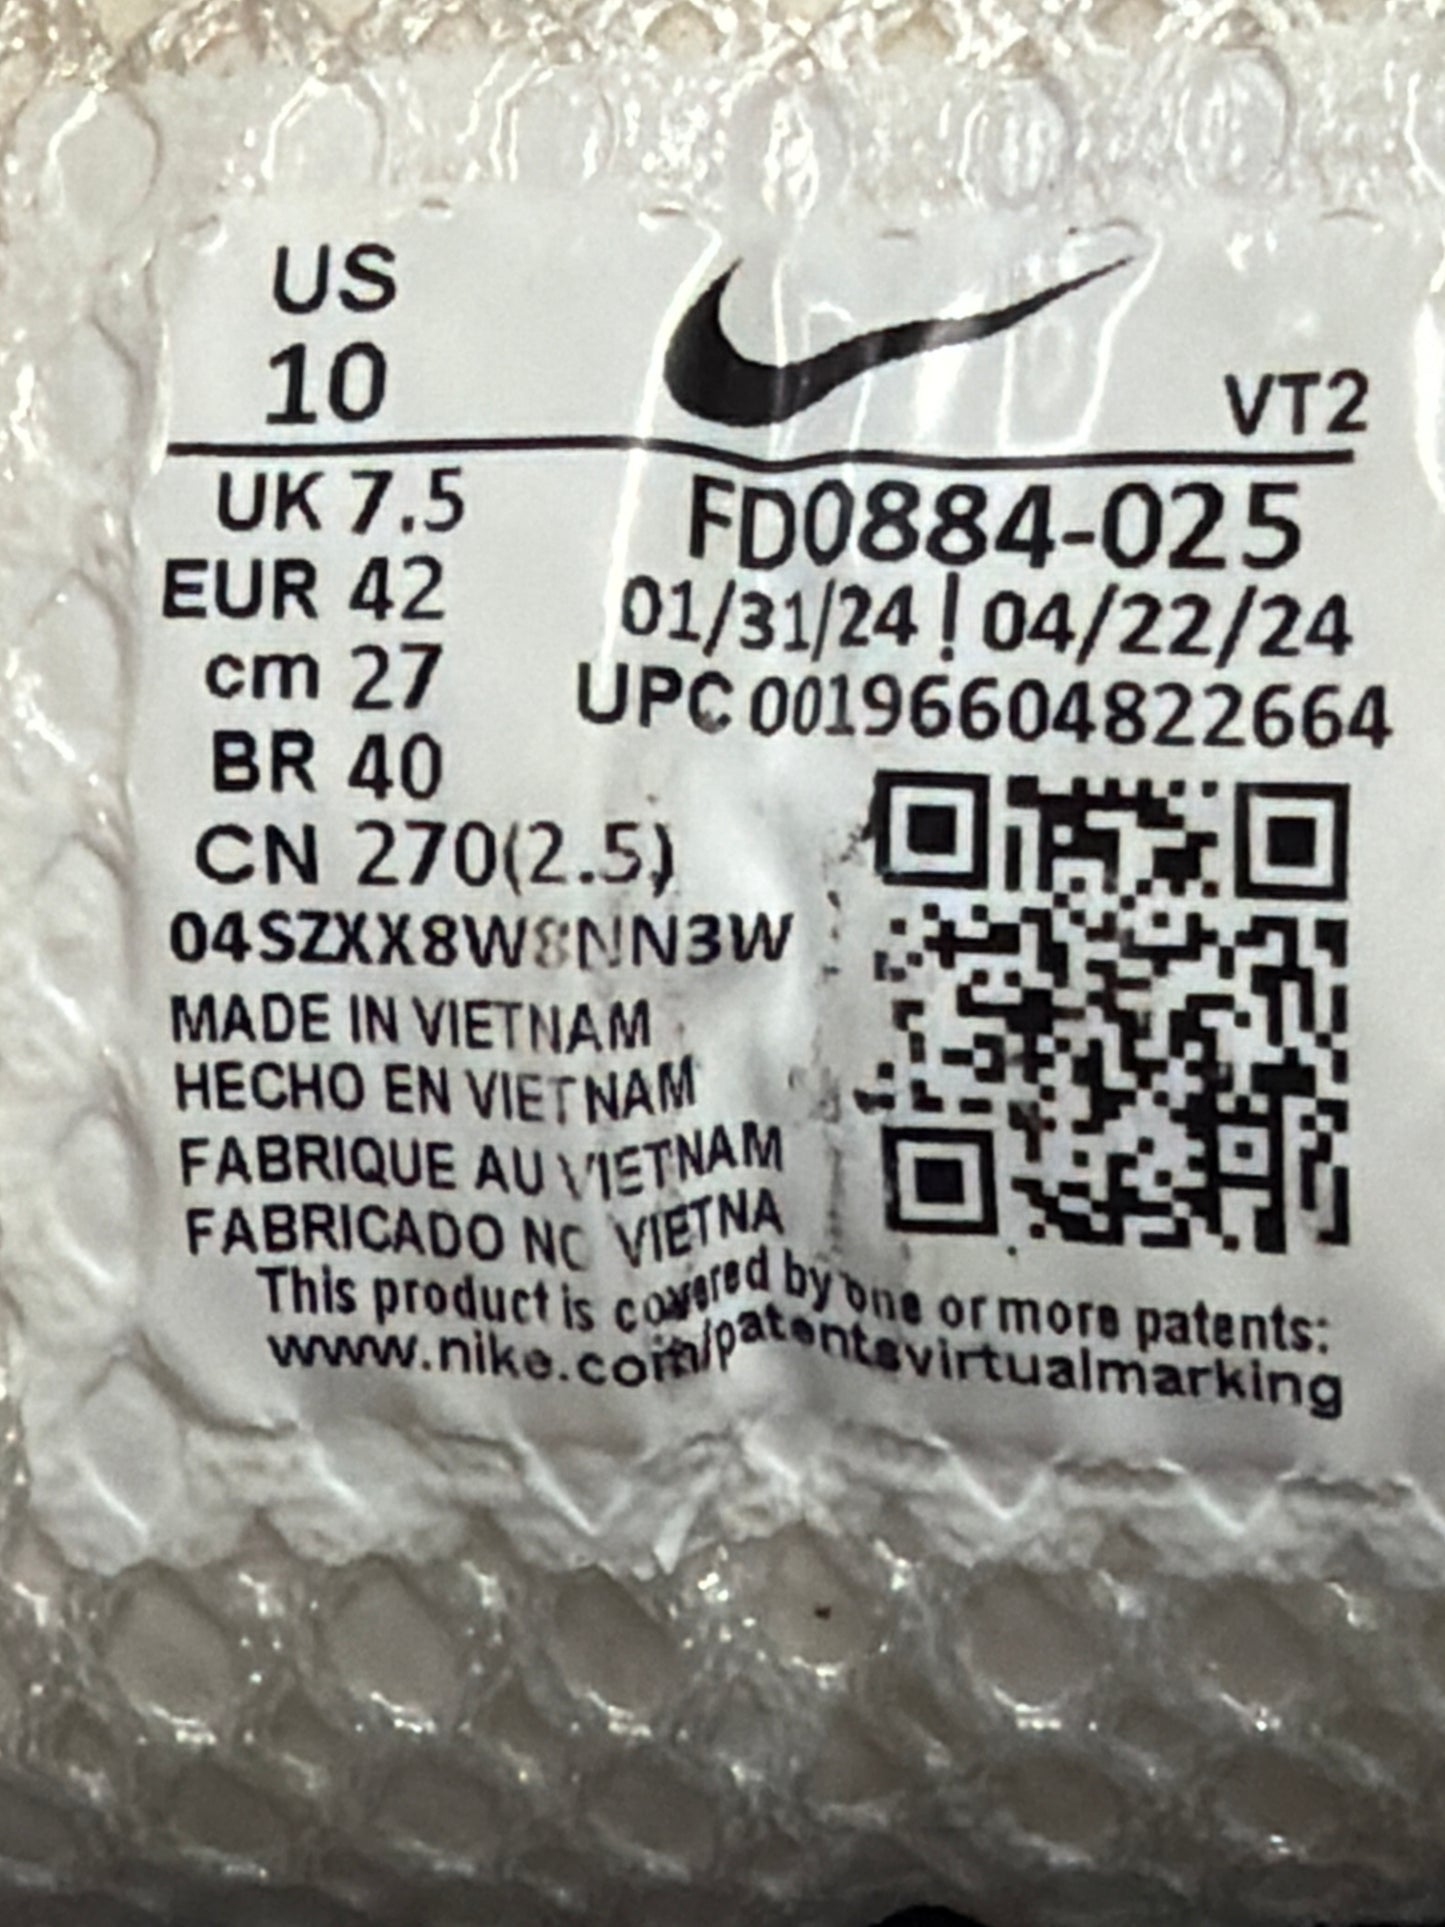 US
10
VT2
UK 7.5
EUR 42
cm 27
BR 40
CN 270(2.5)
FD0884-025
01/31/24 | 04/22/24
UPC 00196604822664
04SZXX8W8NN3W
MADE IN VIETNAM
HECHO EN VIETNAM
FABRIQUE AU VIETNAM
FABRICADO NO VIETNA
This product is covered by one or more patents:
www.nike.com/patentsvirtualmarking